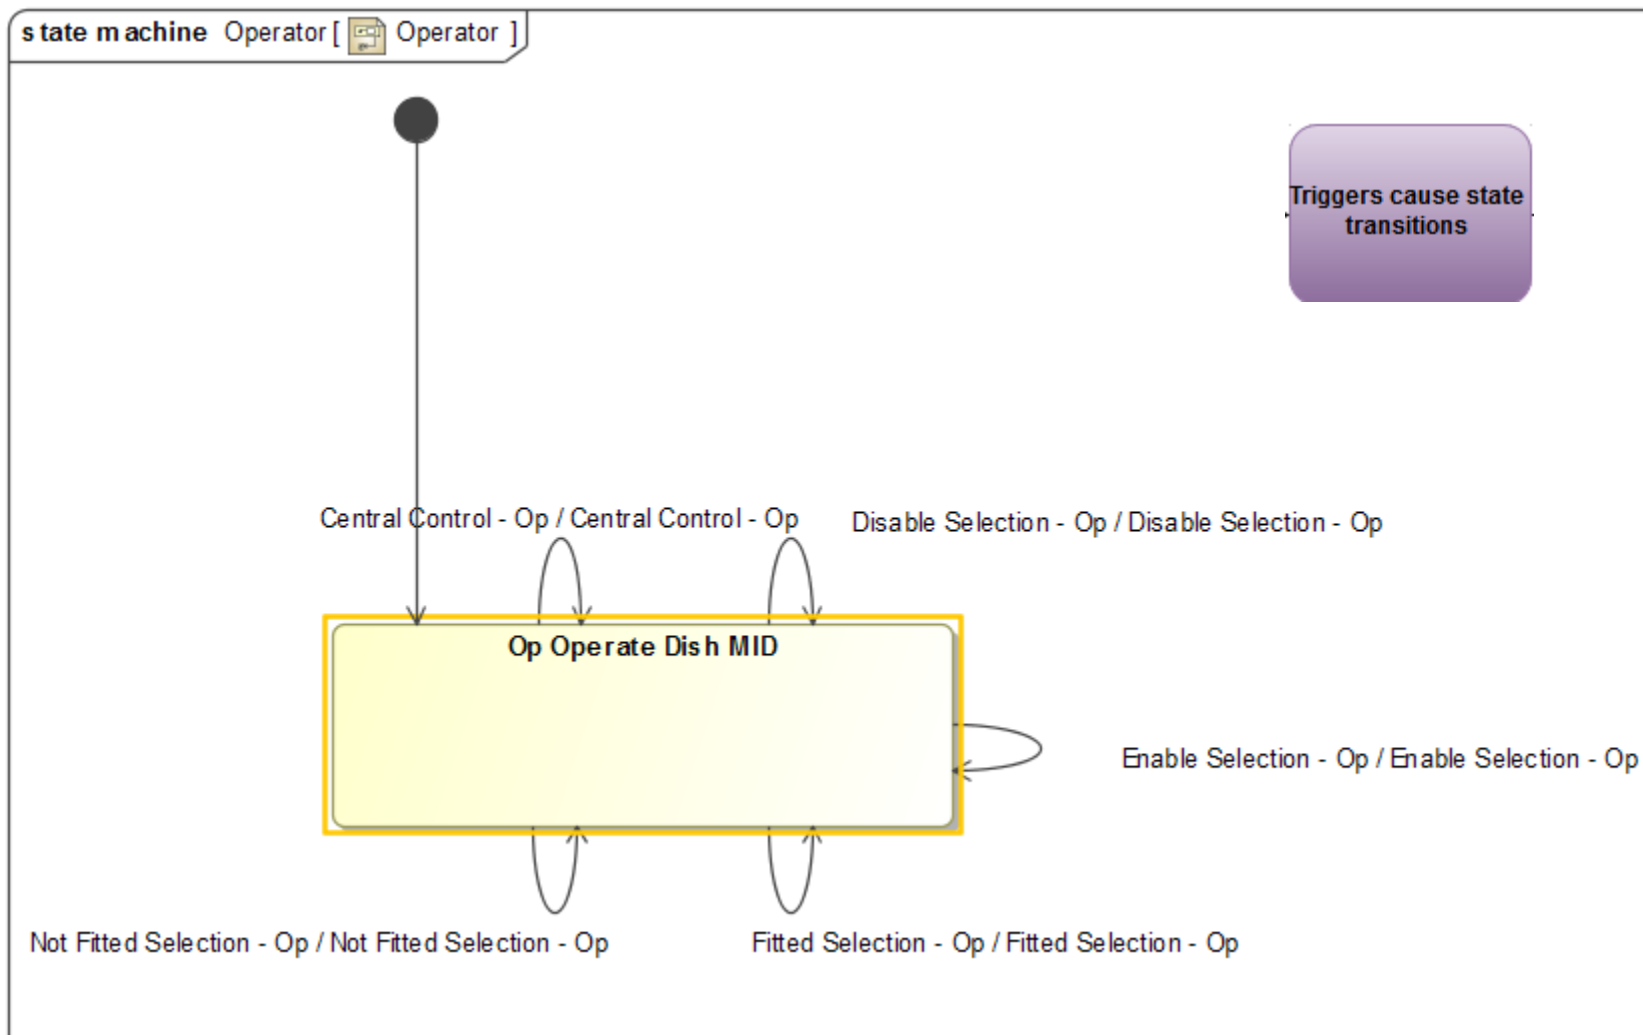 state machine Operator [ Operator ]
Triggers cause state
transitions
Central Control - Op / Central Control - Op
Disable Selection - Op / Disable Selection - Op
Op Operate Dish MID
Enable Selection - Op / Enable Selection - Op
Not Fitted Selection - Op / Not Fitted Selection - Op
Fitted Selection - Op / Fitted Selection - Op